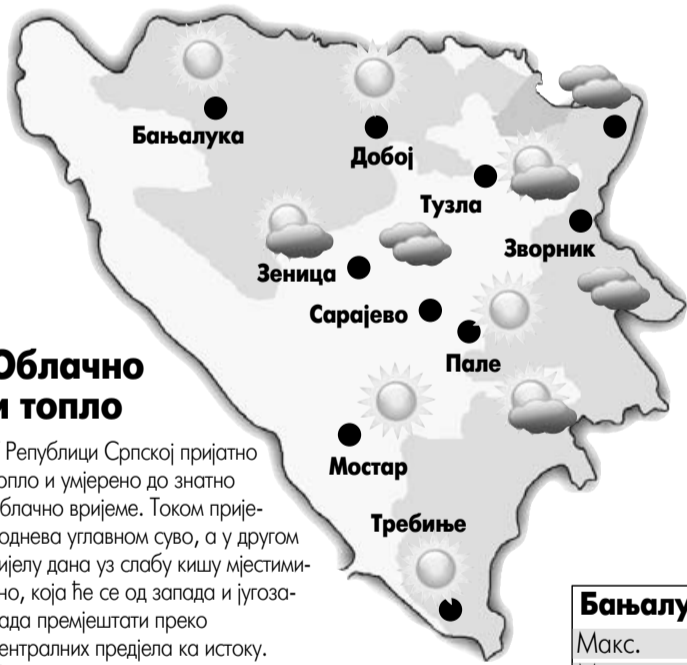 Бањалука
Добој
Тузла
Зворник
Зеница
Сарајево
Пале
Мостар
Требиње
Облачно
и топло
Републици Српској пријатно
опло и умјерено до знатно
блачно вријеме. Током прије-
однева углавном суво, а у другом
ијелу дана уз слабу кишу мјестими-
но, која ће се од запада и југоза-
ада премјештати преко
ентралних предјела ка истоку.
Бањалу
Макс.